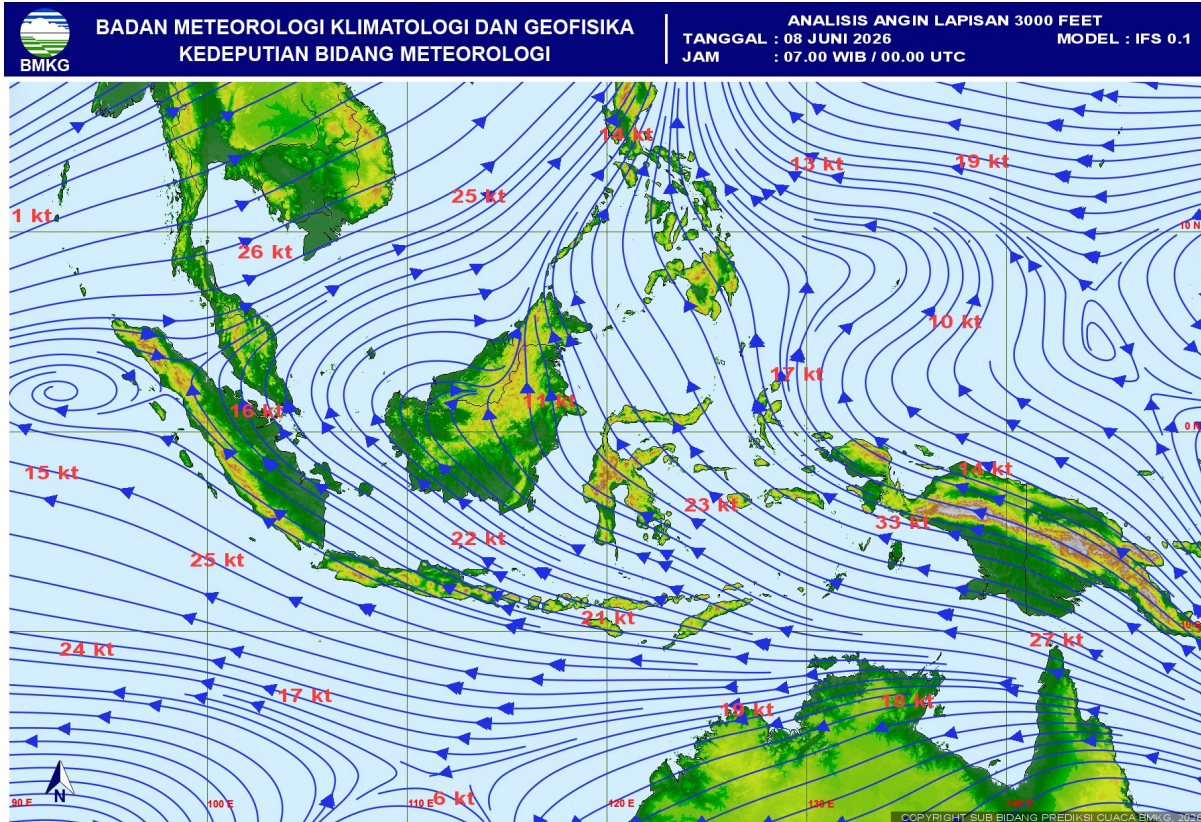 BMKG
BADAN METEOROLOGI KLIMATOLOGI DAN GEOFISIKA
KEDEPUTIAN BIDANG METEOROLOGI
ANALISIS ANGIN LAPISAN 3000 FEET
TANGGAL : 08 JUNI 2026
MODEL : IFS 0.1
JAM : 07.00 WIB / 00.00 UTC
14 kt
13 kt
19 kt
25 kt
1 kt
10 N
26 kt
10 kt
17 kt
11 kt
16 kt
0 N
15 kt
14 kt
23 kt
33 kt
22 kt
25 kt
21 kt
10 S
27 kt
24 kt
17 kt
18 kt
19 kt
6 kt
N
90 E
100 E
110 E
120 E
130 E
140 E
COPYRIGHT SUB BIDANG PREDIKSI CUACA BMKG,